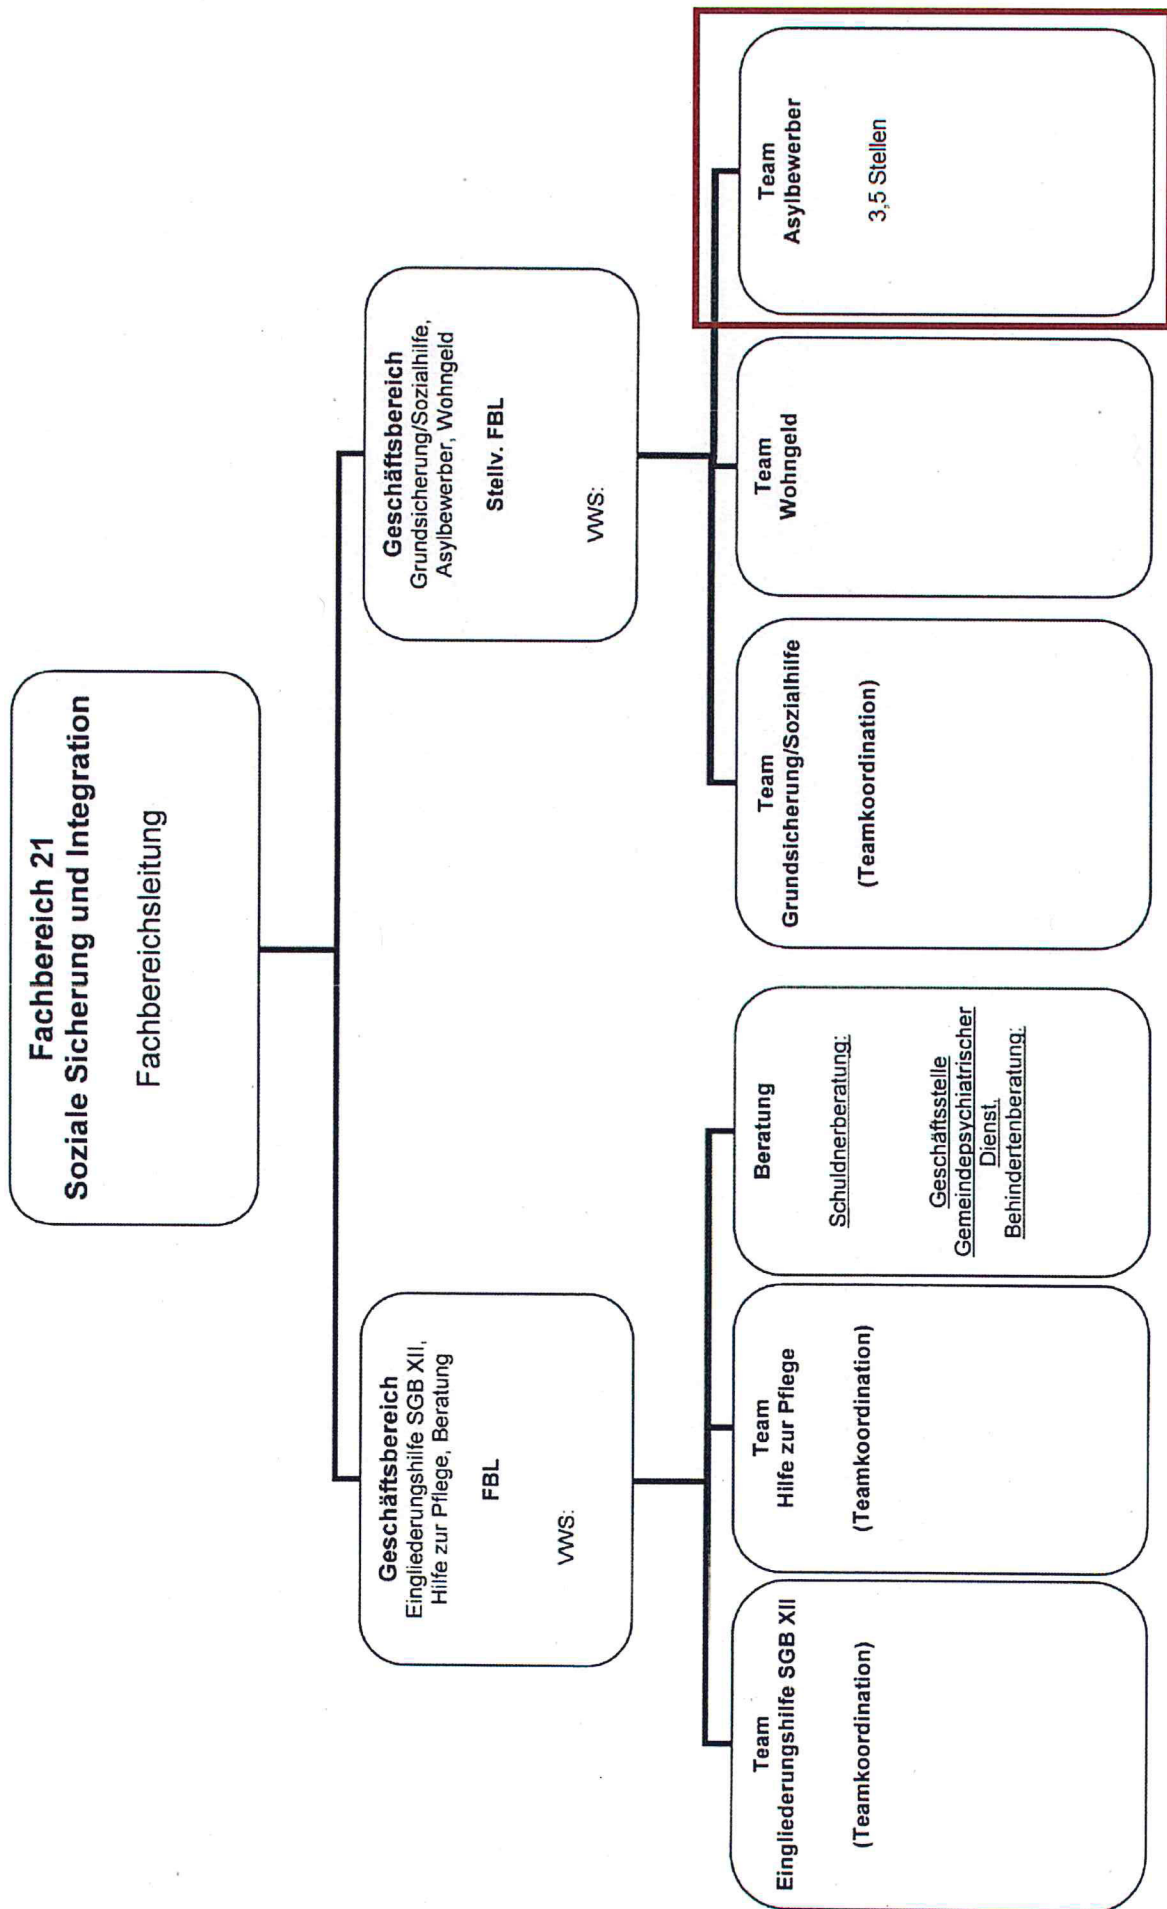 Fachbereich 21
Soziale Sicherung und Integration
Fachbereichsleitung
Geschäftsbereich
Eingliederungshilfe SGB XII,
Hilfe zur Pflege, Beratung
FBL
VWS:
Geschäftsbereich
Grundsicherung/Sozialhilfe,
Asylbewerber, Wohngeld
Stellv. FBL
VWS:
Team
Eingliederungshilfe SGB XII
(Teamkoordination)
Team
Hilfe zur Pflege
(Teamkoordination)
Beratung
Schuldnerberatung:
Geschäftsstelle
Gemeindepsychiatrischer
Dienst,
Behindertenberatung:
Team
Grundsicherung/Sozialhilfe
(Teamkoordination)
Team
Wohngeld
Team
Asylbewerber
3,5 Stellen